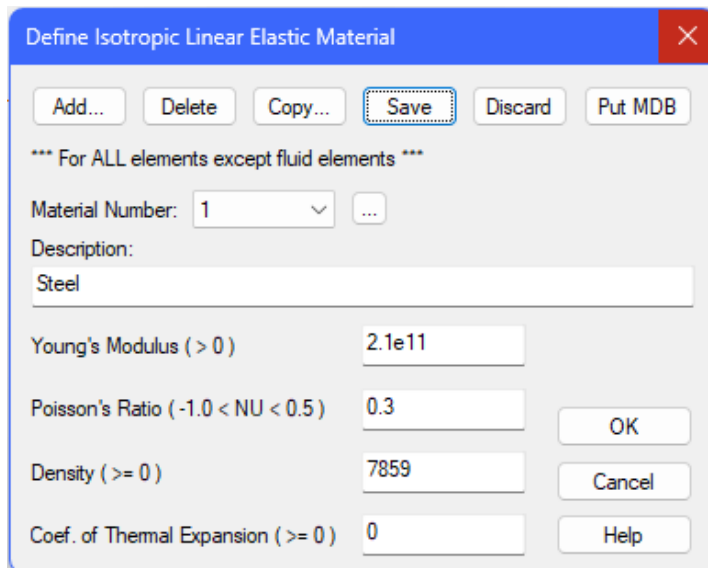 Define Isotropic Linear Elastic Material
Add... Delete Copy... Save Discard Put MDB
*** For ALL elements except fluid elements ***
Material Number: 1 ...
Description:
Steel
Young's Modulus ( > 0 ) 2.1e11
Poisson's Ratio ( -1.0 < NU < 0.5 ) 0.3
OK
Density ( >= 0 ) 7859
Cancel
Coef. of Thermal Expansion ( >= 0 ) 0
Help